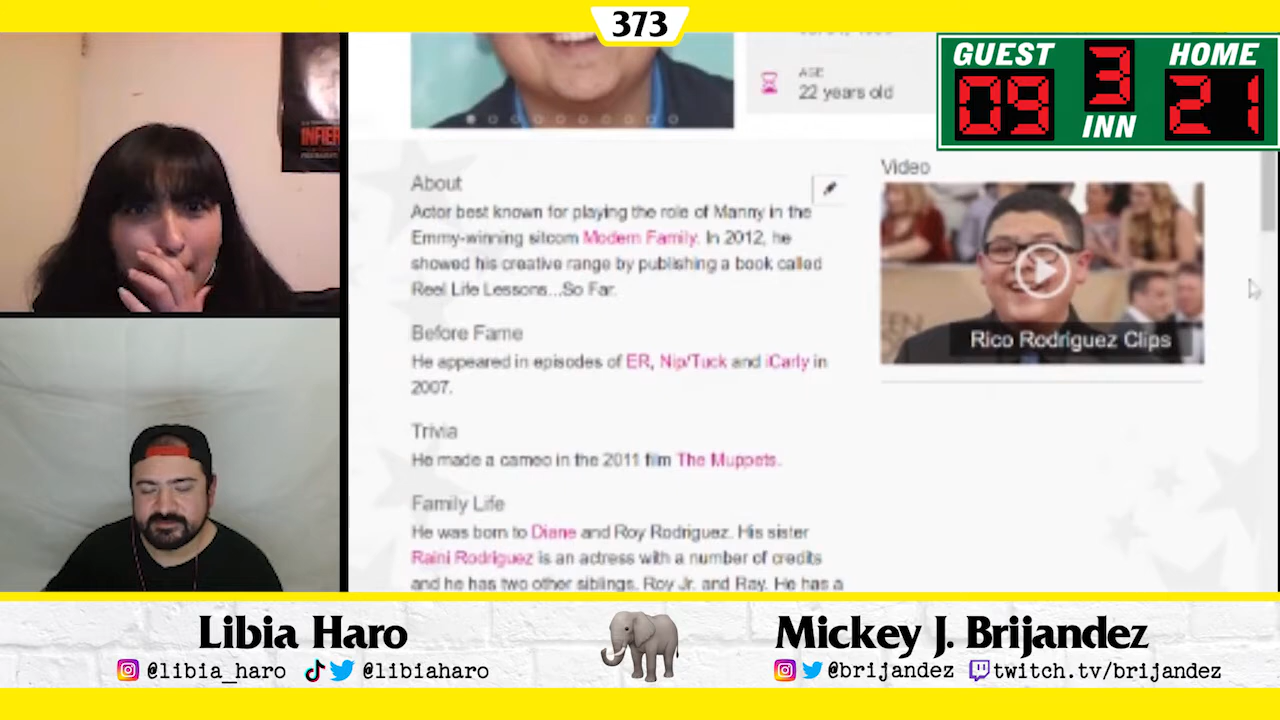 373
GUEST 3 HOME
09 INN 21
INFIER
AGE
22 years old
About
Actor best known for playing the role of Manny in the
Emmy-winning sitcom Modern Family. In 2012, he
showed his creative range by publishing a book called
Reel Life Lessons...So Far.
Before Fame
He appeared in episodes of ER, Nip/Tuck and iCarly in
2007.
Trivia
He made a cameo in the 2011 film The Muppets.
Family Life
He was born to Diane and Roy Rodriguez. His sister
Raini Rodriguez is an actress with a number of credits
and he has two other siblings, Roy Jr. and Ray. He has a
Video
Rico Rodriguez Clips
Libia Haro
@libia_haro @libiaharo
Mickey J. Brijandez
@brijandez twitch.tv/brijandez